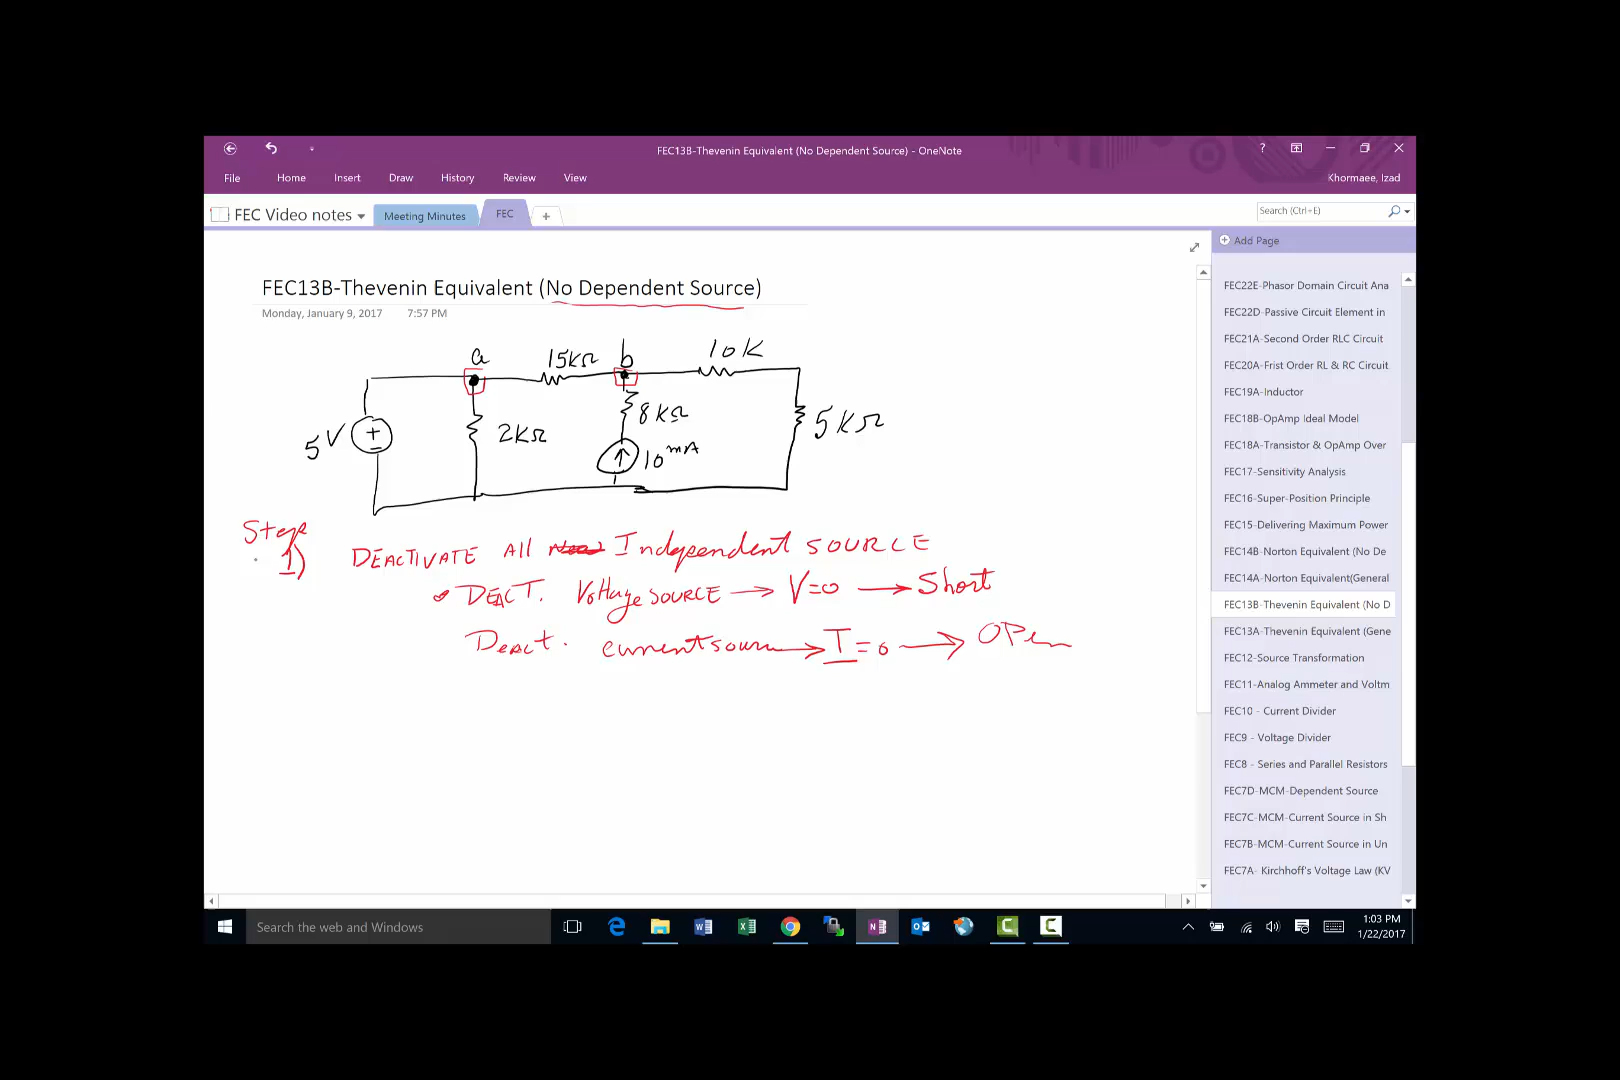 FEC13B-Thevenin Equivalent (No Dependent Source) - OneNote
?
File Home Insert Draw History Review View
Khormaee, Izad
FEC Video notes Meeting Minutes FEC +
Search (Ctrl+E)
Add Page
FEC13B-Thevenin Equivalent (No Dependent Source)
Monday, January 9, 2017 7:57 PM
a 15KΩ b 10K
5V + 2KΩ 8KΩ 5KΩ
10 mA
Step
1) DEACTIVATE All Independent SOURCE
DEACT. Voltage SOURCE → V=0 → Short
Deact. current source → I=0 → OPen
FEC22E-Phasor Domain Circuit Ana
FEC22D-Passive Circuit Element in
FEC21A-Second Order RLC Circuit
FEC20A-Frist Order RL & RC Circuit
FEC19A-Inductor
FEC18B-OpAmp Ideal Model
FEC18A-Transistor & OpAmp Over
FEC17-Sensitivity Analysis
FEC16-Super-Position Principle
FEC15-Delivering Maximum Power
FEC14B-Norton Equivalent (No De
FEC14A-Norton Equivalent(General
FEC13B-Thevenin Equivalent (No D
FEC13A-Thevenin Equivalent (Gene
FEC12-Source Transformation
FEC11-Analog Ammeter and Voltm
FEC10 - Current Divider
FEC9 - Voltage Divider
FEC8 - Series and Parallel Resistors
FEC7D-MCM-Dependent Source
FEC7C-MCM-Current Source in Sh
FEC7B-MCM-Current Source in Un
FEC7A- Kirchhoff's Voltage Law (KV
Search the web and Windows
1:03 PM
1/22/2017